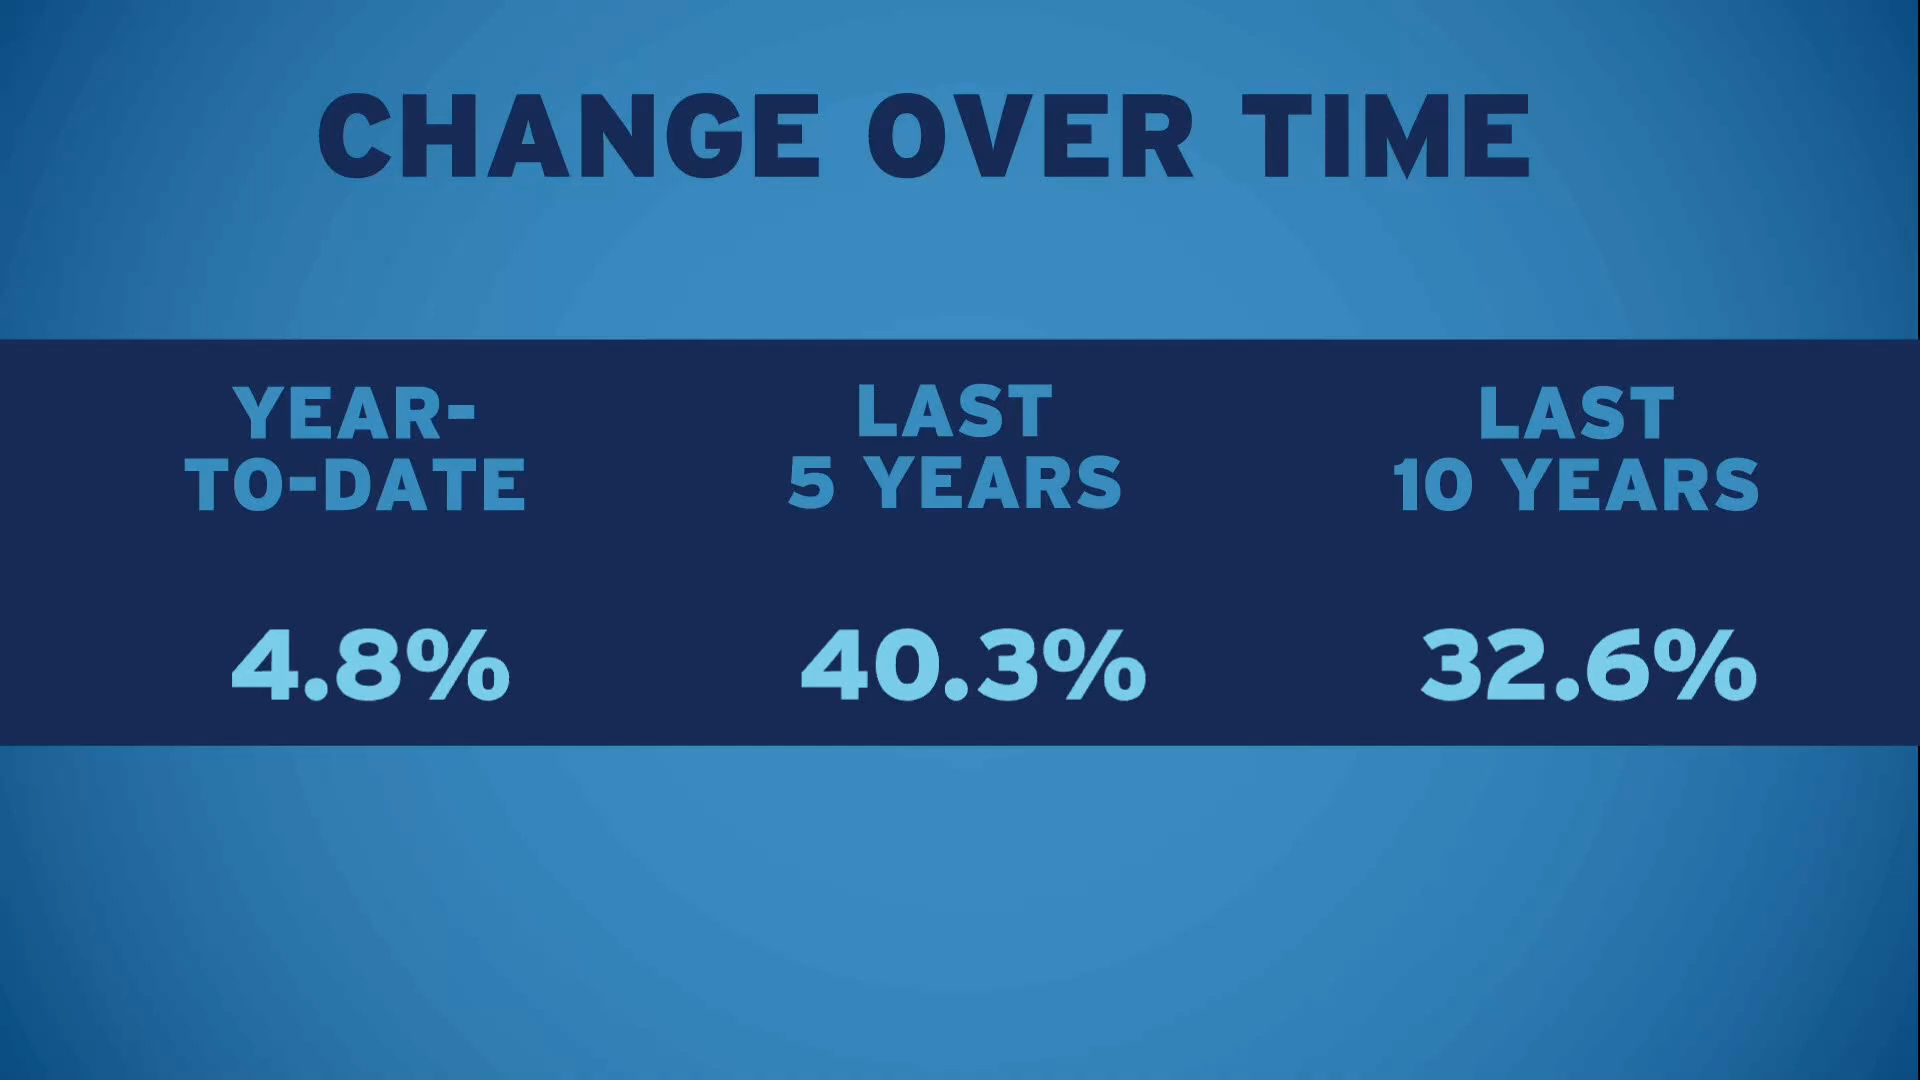 CHANGE OVER TIME
YEAR-
TO-DATE
LAST
5 YEARS
LAST
10 YEARS
4.8%
40.3%
32.6%